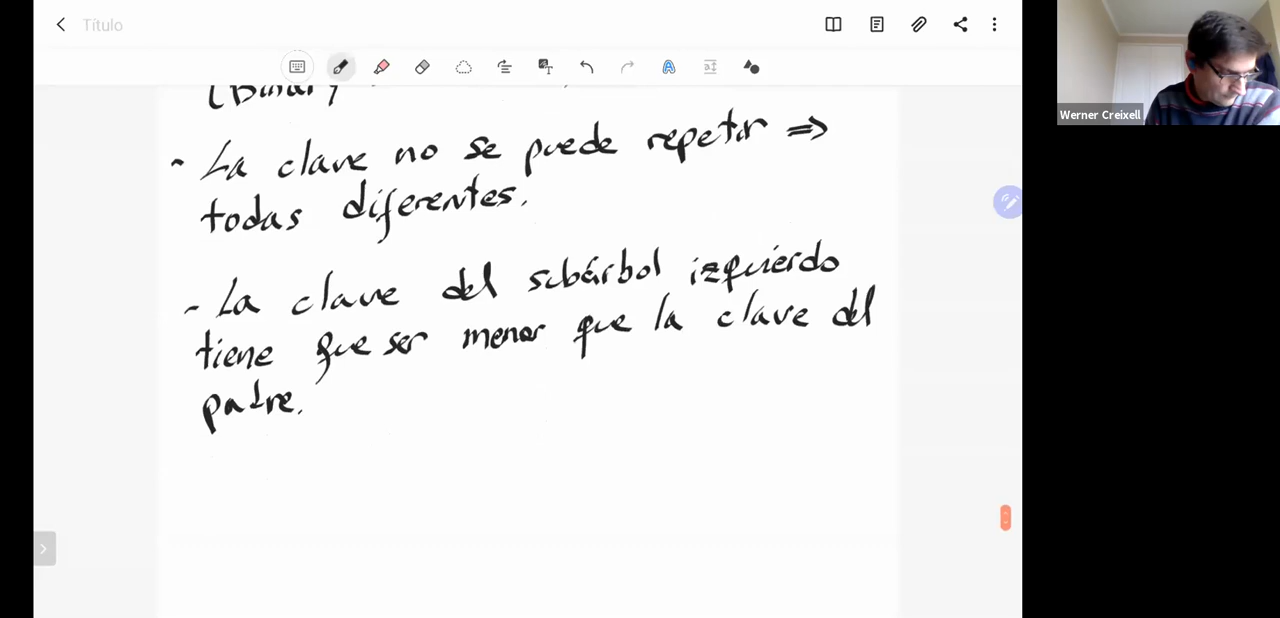 Título
Werner Creixell
- La clave no se puede repetir =>
todas diferentes.
- La clave del subárbol izquierdo
tiene que ser menor que la clave del
padre.